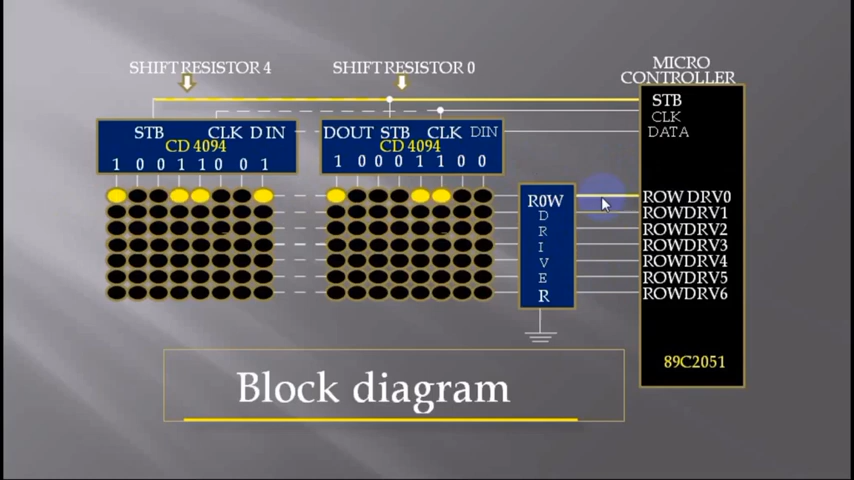 SHIFT RESISTOR 4
SHIFT RESISTOR 0
MICRO
CONTROLLER
STB
CLK
DATA
STB CLK D IN
CD 4094
1 0 0 1 1 0 0 1
DOUT STB CLK DIN
CD 4094
1 0 0 0 1 1 0 0
R0W
D
R
I
V
E
R
ROW DRV0
ROWDRV1
ROWDRV2
ROWDRV3
ROWDRV4
ROWDRV5
ROWDRV6
89C2051
Block diagram